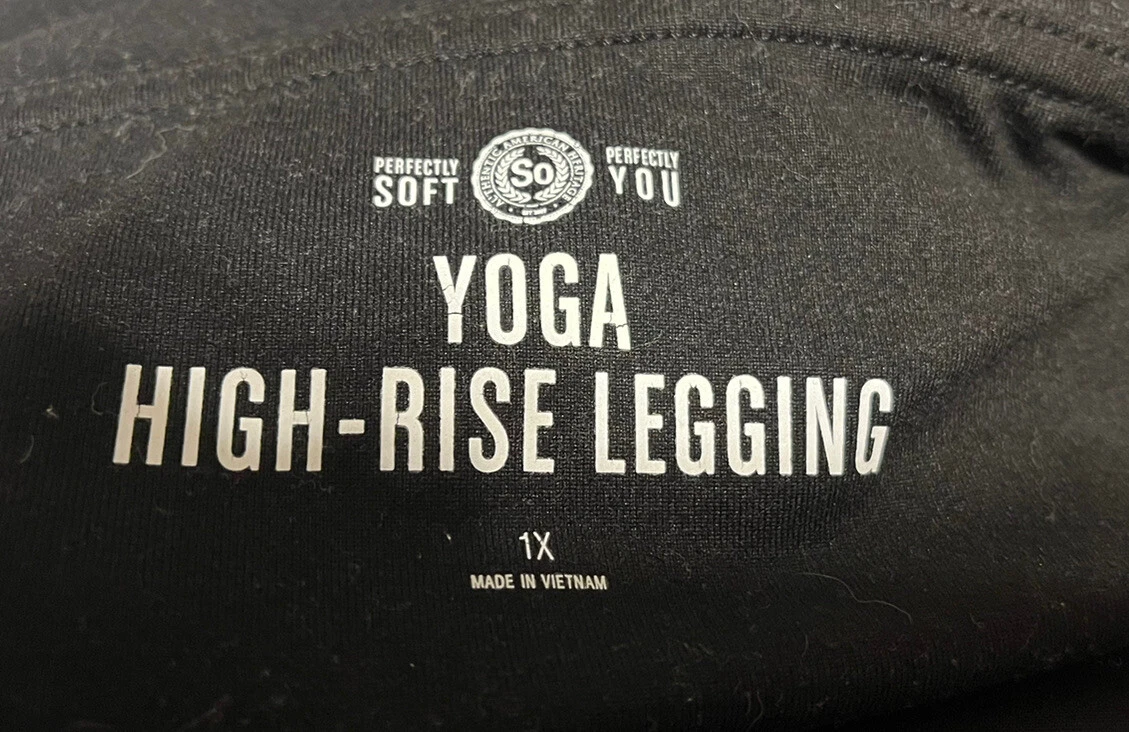 PERFECTLY SOFT
AUTHENTIC AMERICAN HERITAGE
So
PERFECTLY YOU
YOGA
HIGH-RISE LEGGING
1X
MADE IN VIETNAM